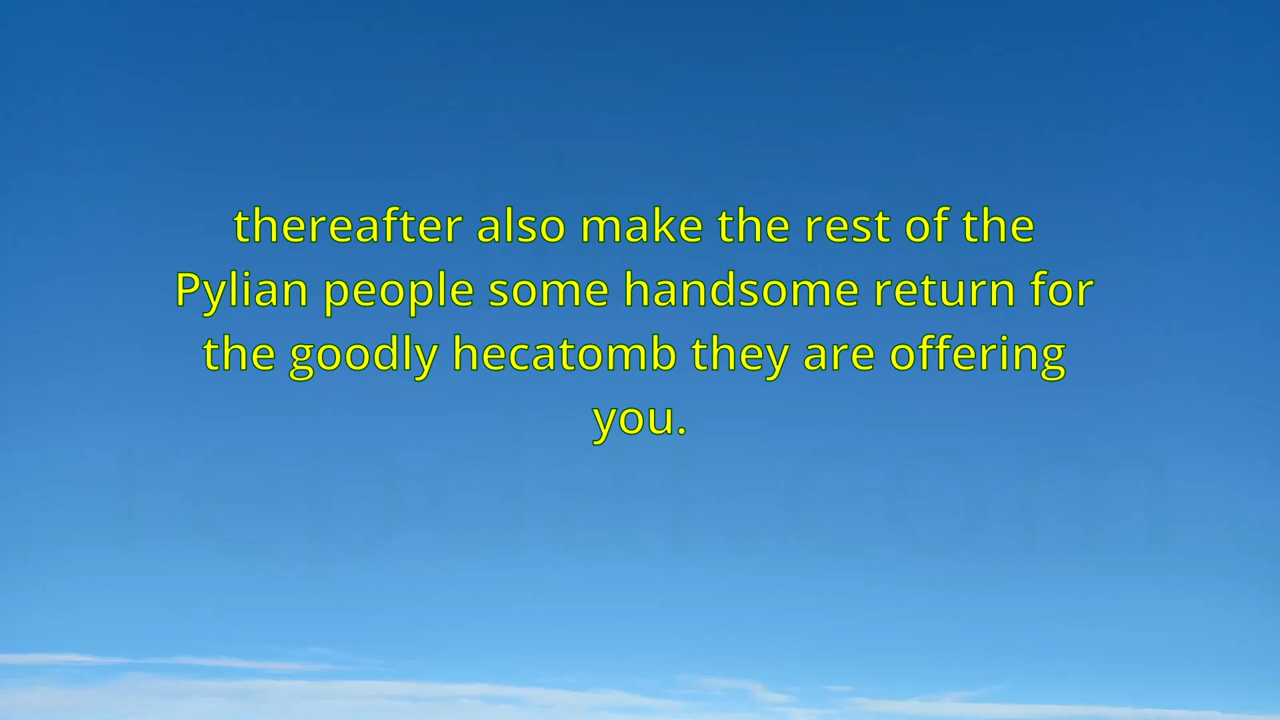 thereafter also make the rest of the
Pylian people some handsome return for
the goodly hecatomb they are offering
you.